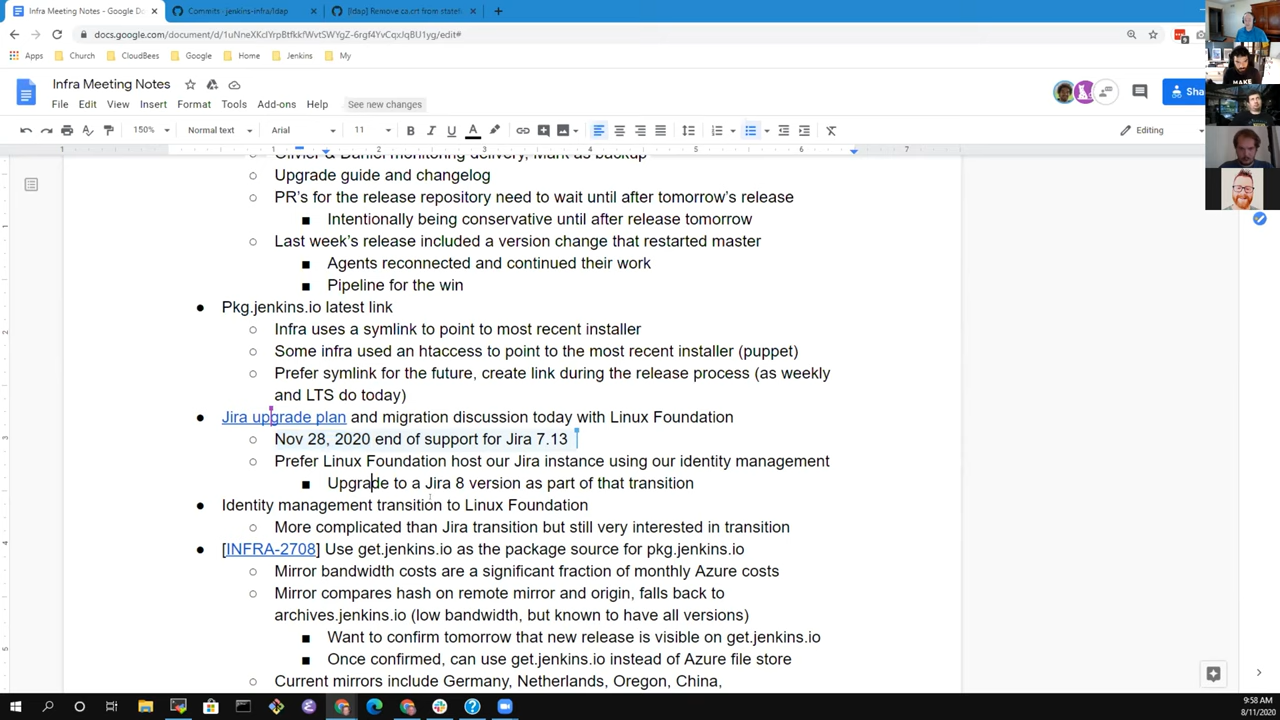 Infra Meeting Notes - Google Do
Commits · jenkins-infra/ldap
[ldap] Remove ca.crt from statef
Apps
Church
CloudBees
Google
Home
Jenkins
My
Infra Meeting Notes
File Edit View Insert Format Tools Add-ons Help See new changes
Sha
150% Normal text Arial 11 Editing
Olivier & Daniel monitoring delivery, Mark as backup
Upgrade guide and changelog
PR's for the release repository need to wait until after tomorrow's release
Intentionally being conservative until after release tomorrow
Last week's release included a version change that restarted master
Agents reconnected and continued their work
Pipeline for the win
Pkg.jenkins.io latest link
Infra uses a symlink to point to most recent installer
Some infra used an htaccess to point to the most recent installer (puppet)
Prefer symlink for the future, create link during the release process (as weekly
and LTS do today)
Jira upgrade plan and migration discussion today with Linux Foundation
Nov 28, 2020 end of support for Jira 7.13
Prefer Linux Foundation host our Jira instance using our identity management
Upgrade to a Jira 8 version as part of that transition
Identity management transition to Linux Foundation
More complicated than Jira transition but still very interested in transition
[INFRA-2708] Use get.jenkins.io as the package source for pkg.jenkins.io
Mirror bandwidth costs are a significant fraction of monthly Azure costs
Mirror compares hash on remote mirror and origin, falls back to
archives.jenkins.io (low bandwidth, but known to have all versions)
Want to confirm tomorrow that new release is visible on get.jenkins.io
Once confirmed, can use get.jenkins.io instead of Azure file store
Current mirrors include Germany, Netherlands, Oregon, China,
9:58 AM
8/11/2020